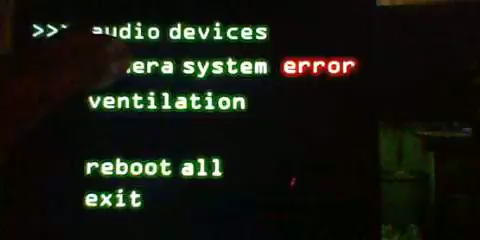 >>> audio devices
system error
ventilation
reboot all
exit